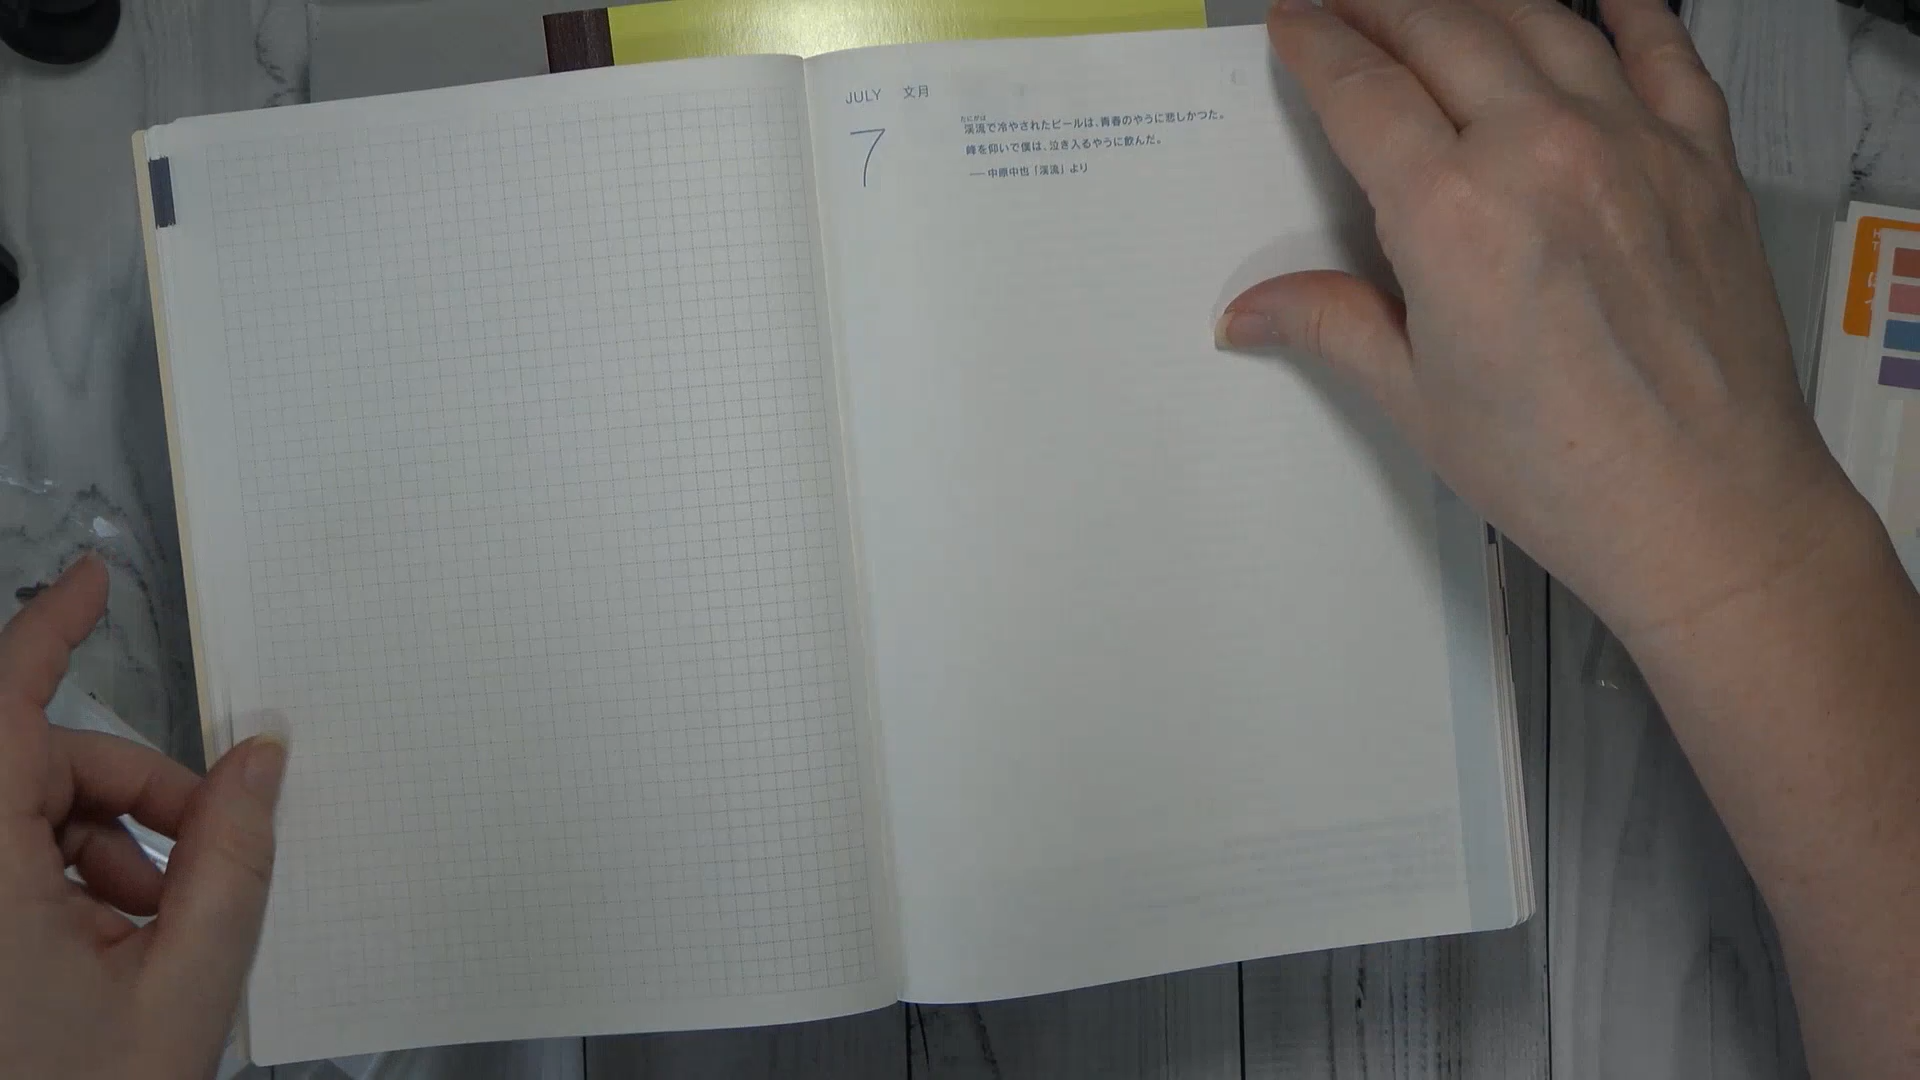 JULY 文月
7
たにがは
渓流で冷やされたビールは、青春のやうに悲しかつた。
峰を仰いで僕は、泣き入るやうに飲んだ。
── 中原中也「渓流」より